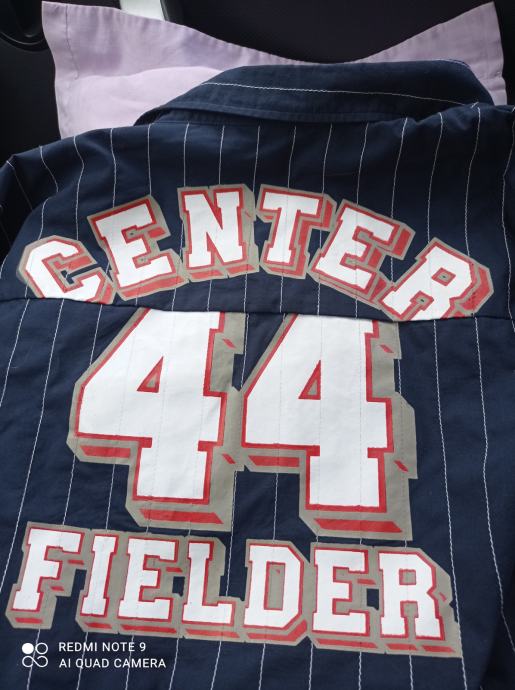 CENTER
44
FIELDER
REDMI NOTE 9
AI QUAD CAMERA